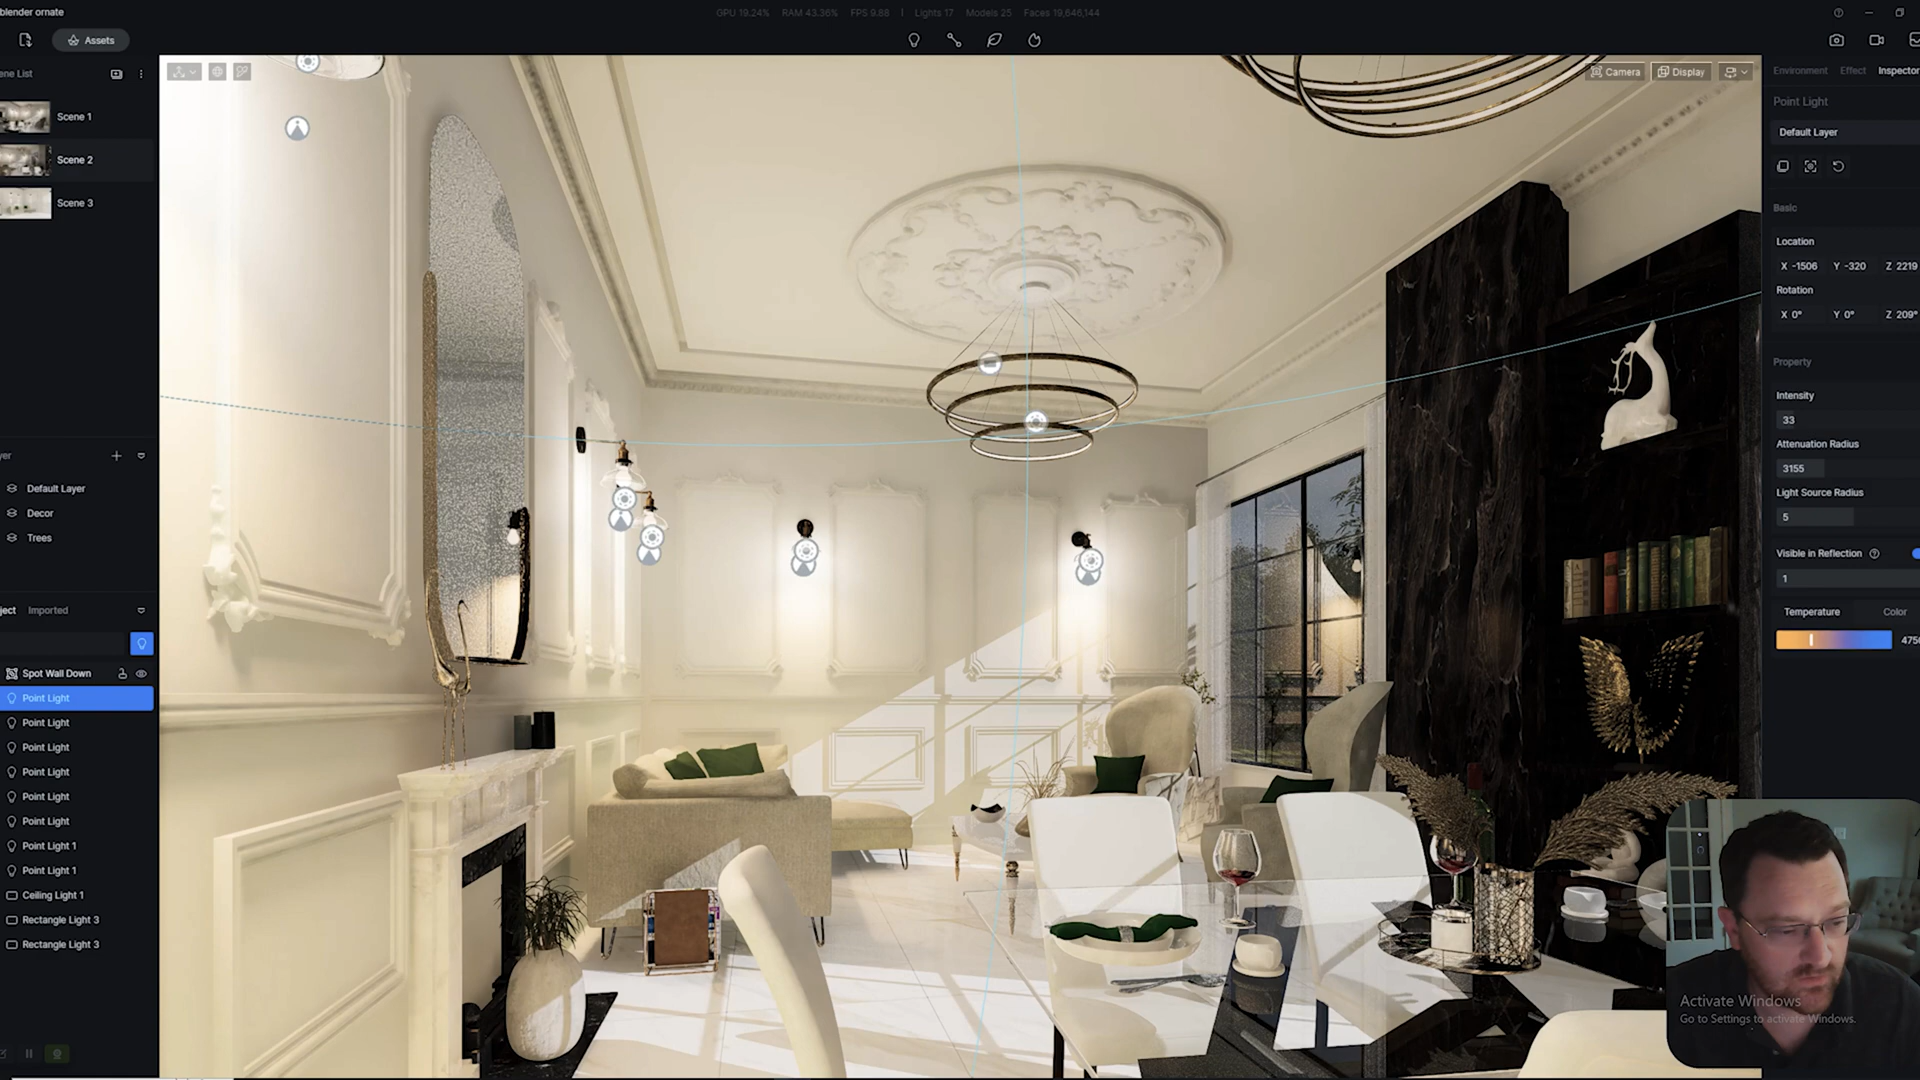 blender ornate
GPU 19.24% RAM 43.36% FPS 9.88 | Lights 17 Models 25 Faces 19,646,144
Assets
ene List
Scene 1
Scene 2
Scene 3
Camera
Display
Environment Effect Inspector
Point Light
Default Layer
Basic
Location
X -1506 Y -320 Z 2219
Rotation
X 0° Y 0° Z 209°
Property
Intensity
33
Attenuation Radius
3155
Light Source Radius
5
Visible in Reflection
1
Temperature Color
475
yer
Default Layer
Decor
Trees
ject Imported
Spot Wall Down
Point Light
Point Light
Point Light
Point Light
Point Light
Point Light
Point Light 1
Point Light 1
Ceiling Light 1
Rectangle Light 3
Rectangle Light 3
Activate Windows
Go to Settings to activate Windows.